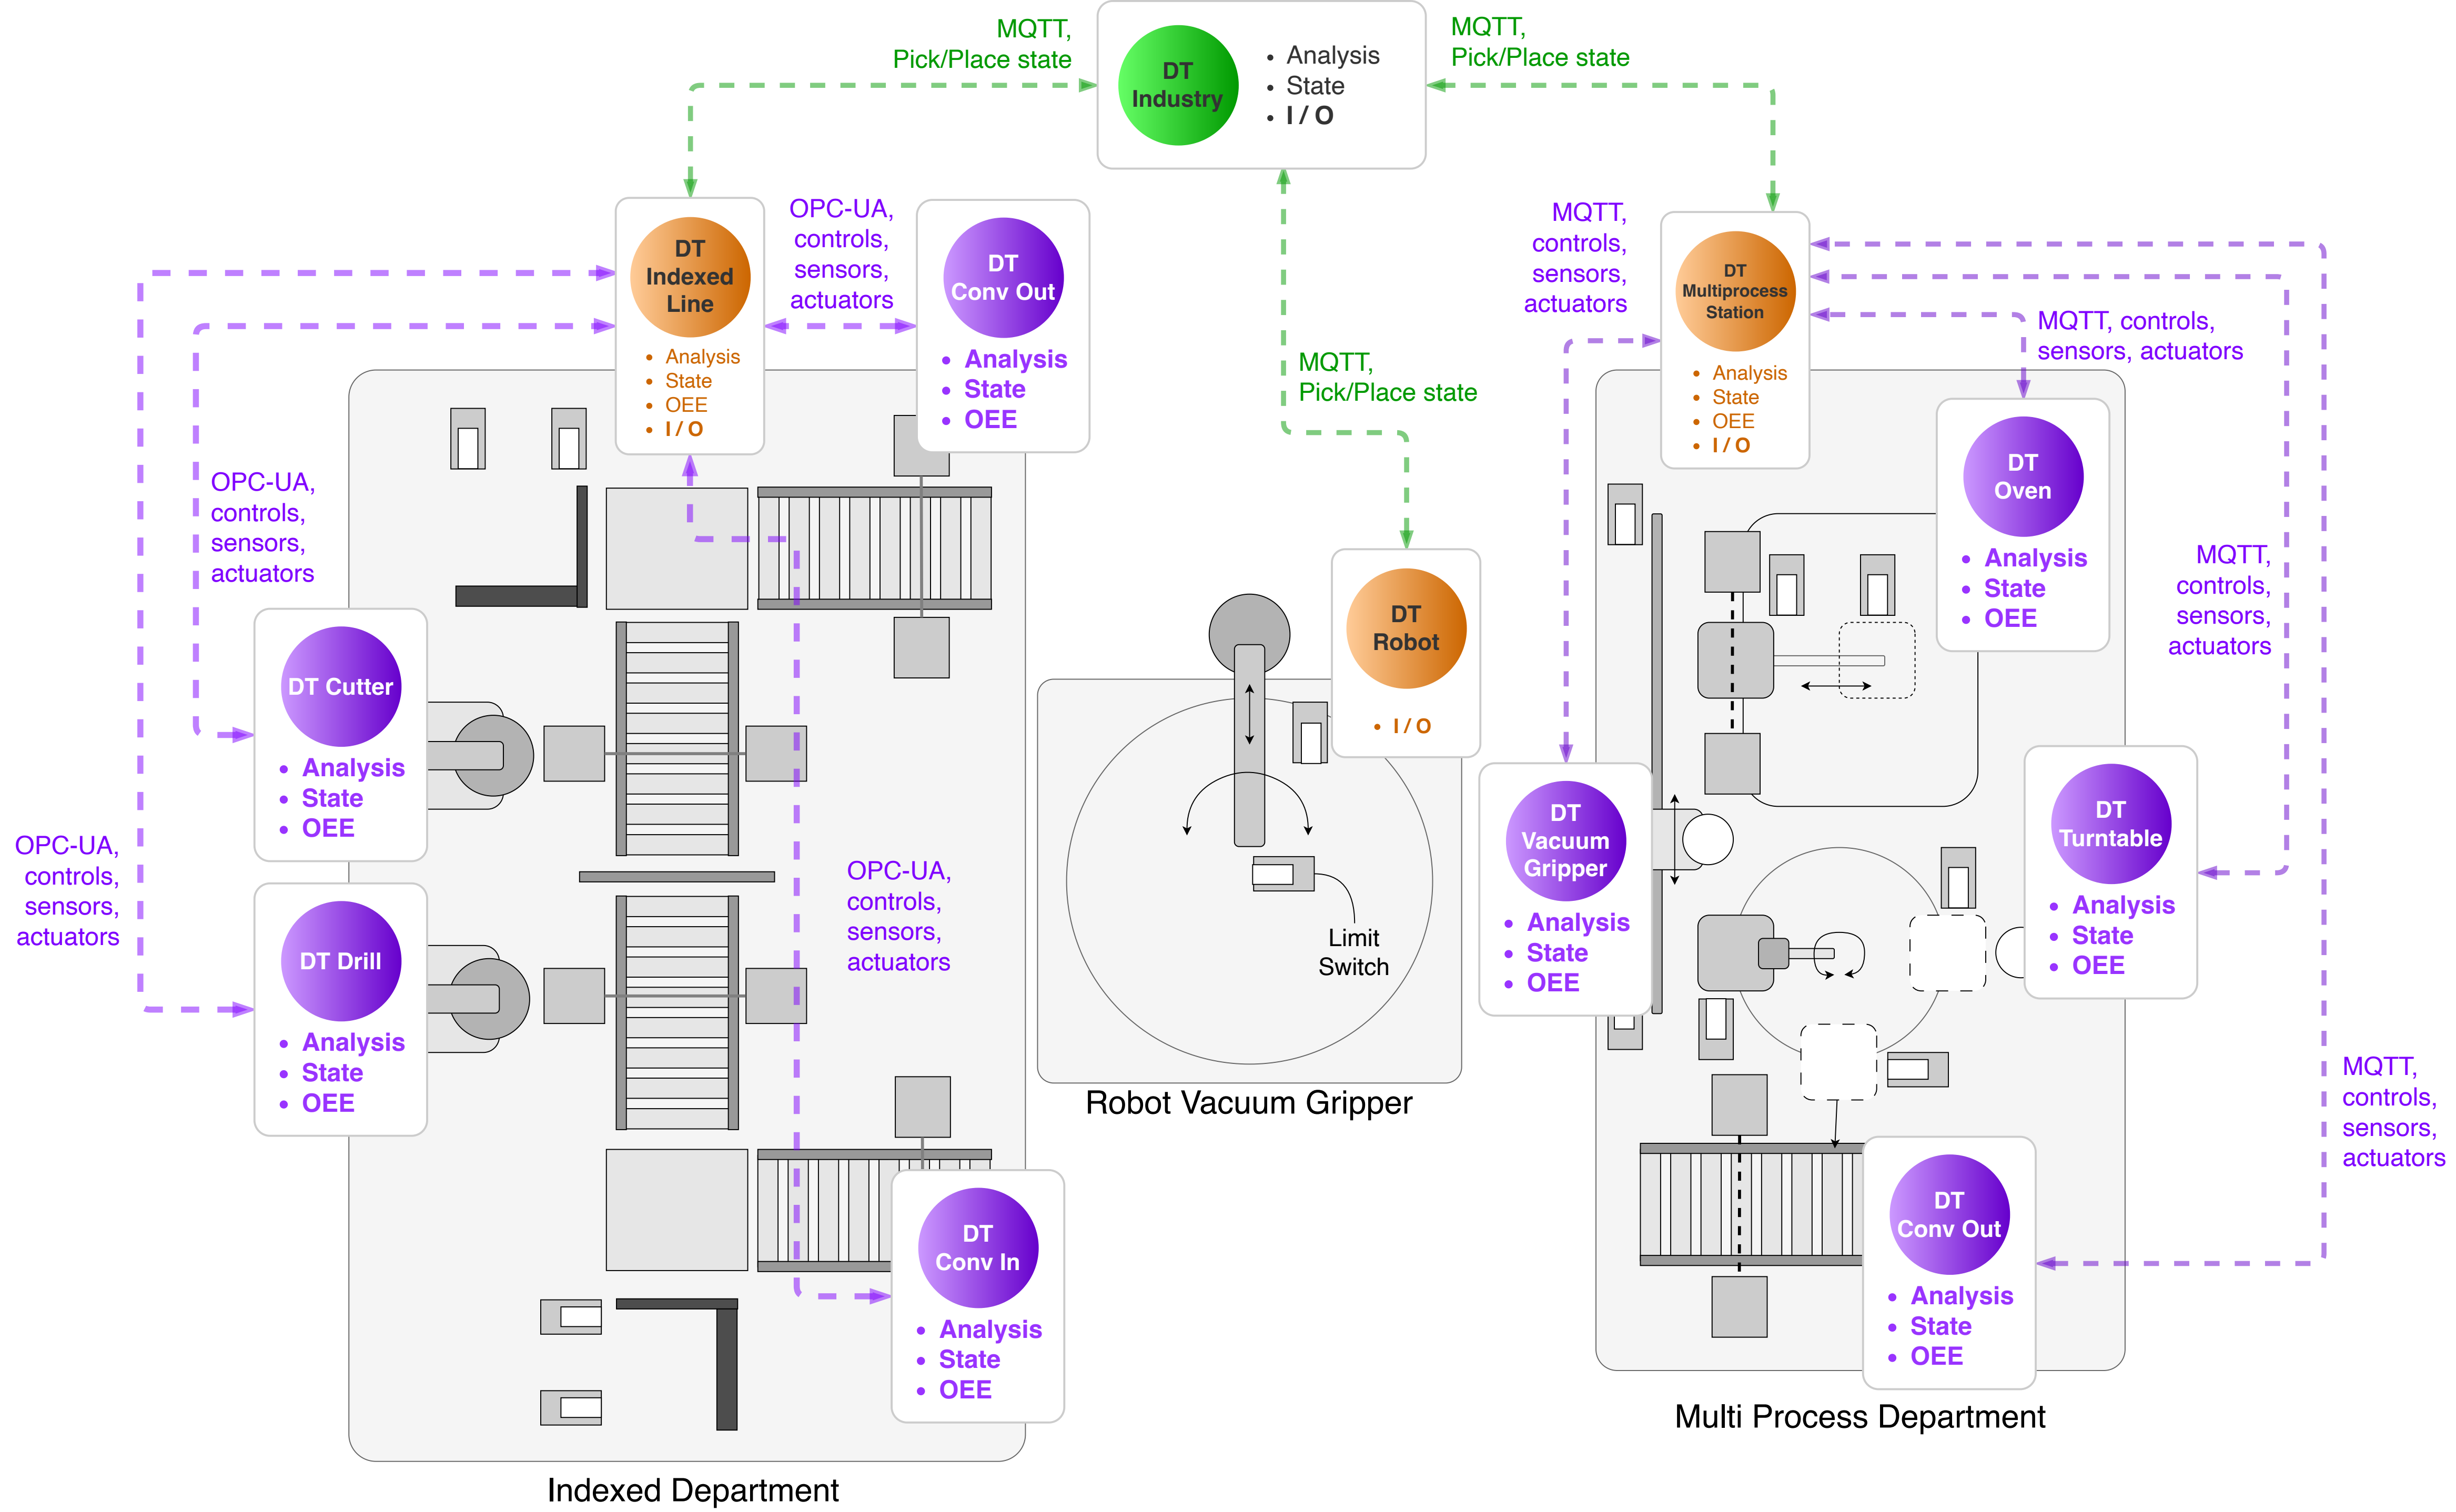 MQTT,
Pick/Place state
DT
Industry
• Analysis
• State
• I / O
MQTT,
Pick/Place state
DT
Indexed
Line
• Analysis
• State
• OEE
• I / O
OPC-UA,
controls,
sensors,
actuators
DT
Conv Out
• Analysis
• State
• OEE
MQTT,
Pick/Place state
MQTT,
controls,
sensors,
actuators
DT
Multiprocess
Station
• Analysis
• State
• OEE
• I / O
MQTT, controls,
sensors, actuators
DT
Oven
• Analysis
• State
• OEE
OPC-UA,
controls,
sensors,
actuators
DT Cutter
• Analysis
• State
• OEE
OPC-UA,
controls,
sensors,
actuators
DT Drill
• Analysis
• State
• OEE
OPC-UA,
controls,
sensors,
actuators
DT
Conv In
• Analysis
• State
• OEE
Indexed Department
DT
Robot
• I / O
Limit
Switch
Robot Vacuum Gripper
DT
Vacuum
Gripper
• Analysis
• State
• OEE
MQTT,
controls,
sensors,
actuators
DT
Turntable
• Analysis
• State
• OEE
MQTT,
controls,
sensors,
actuators
DT
Conv Out
• Analysis
• State
• OEE
Multi Process Department